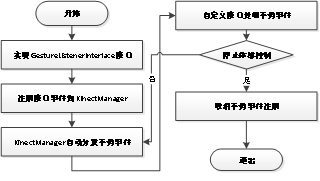 开始
实现GestureListenerInterface接口
注册接口事件到KinectManager
KinectManager自动分发手势事件
自定义接口处理手势事件
停止体感控制
否
是
取消手势事件注册
退出